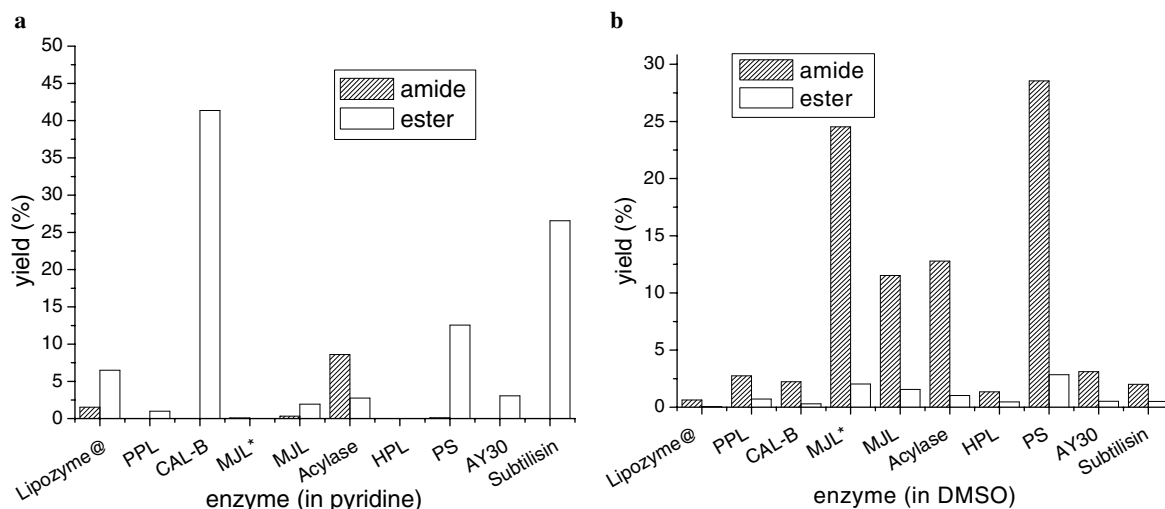 a
50
45
40
35
30
25
20
15
10
5
0
yield (%)
amide
ester
Lipozyme@
PPL
CAL-B
MJL*
MJL
Acylase
HPL
PS
AY30
Subtilisin
enzyme (in pyridine)
b
30
25
20
15
10
5
0
yield (%)
amide
ester
Lipozyme@
PPL
CAL-B
MJL*
MJL
Acylase
HPL
PS
AY30
Subtilisin
enzyme (in DMSO)